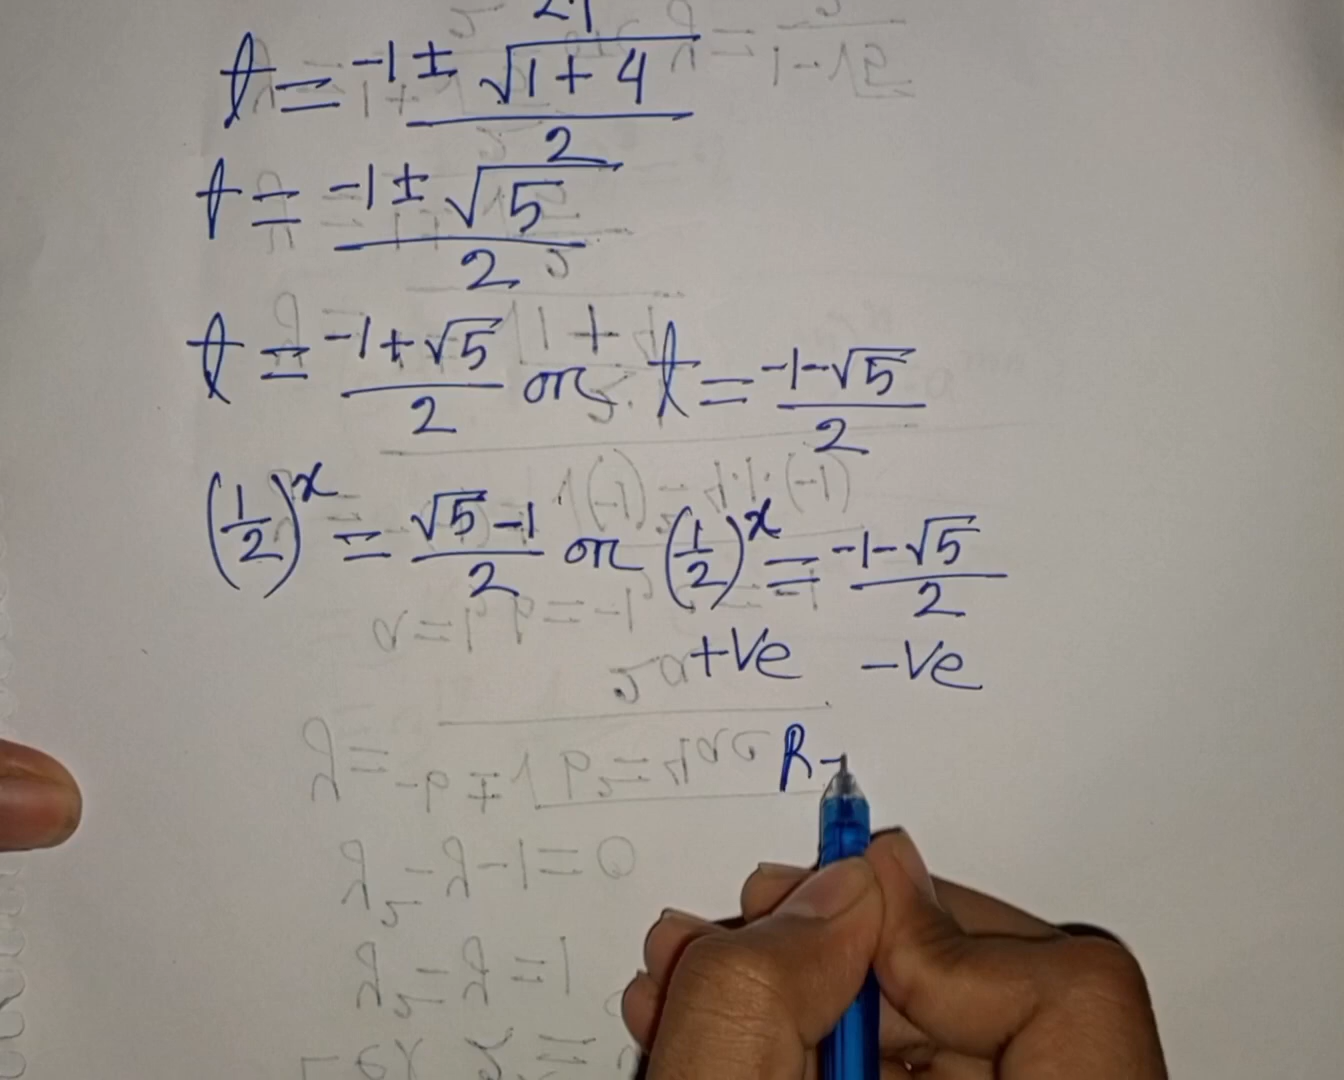 t = -1 ± √1 + 4 / 2
t = -1 ± √5 / 2
t = -1 + √5 / 2 or t = -1 - √5 / 2
(1/2)^x = √5 - 1 / 2 or (1/2)^x = -1 - √5 / 2
+Ve -Ve
R